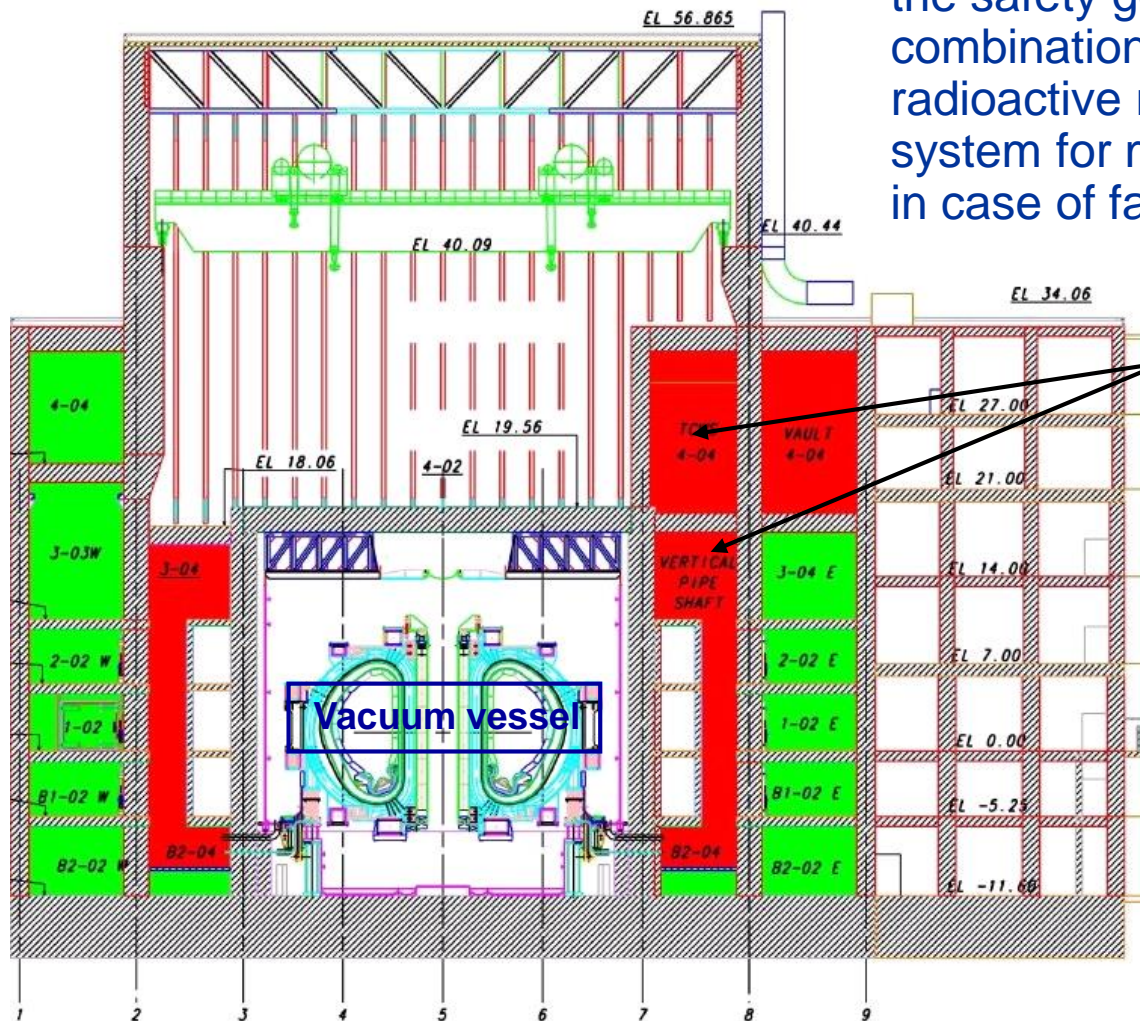 the safety g
combination
radioactive r
system for r
in case of fa
EL 56.865
EL 40.44
EL 40.09
EL 34.06
4-04
EL 27.00
EL 19.56
4-04
VAULT
4-04
EL 18.06
4-02
EL 21.00
3-03W
3-04
VERTICAL
PIPE
SHAFT
3-04 E
EL 14.00
2-02 W
2-02 E
EL 7.00
Vacuum vessel
1-02
1-02 E
EL 0.00
B1-02 W
B1-02 E
EL -5.25
B2-02 W
B2-04
B2-04
B2-02 E
EL -11.60
1 2 3 4 5 6 7 8 9